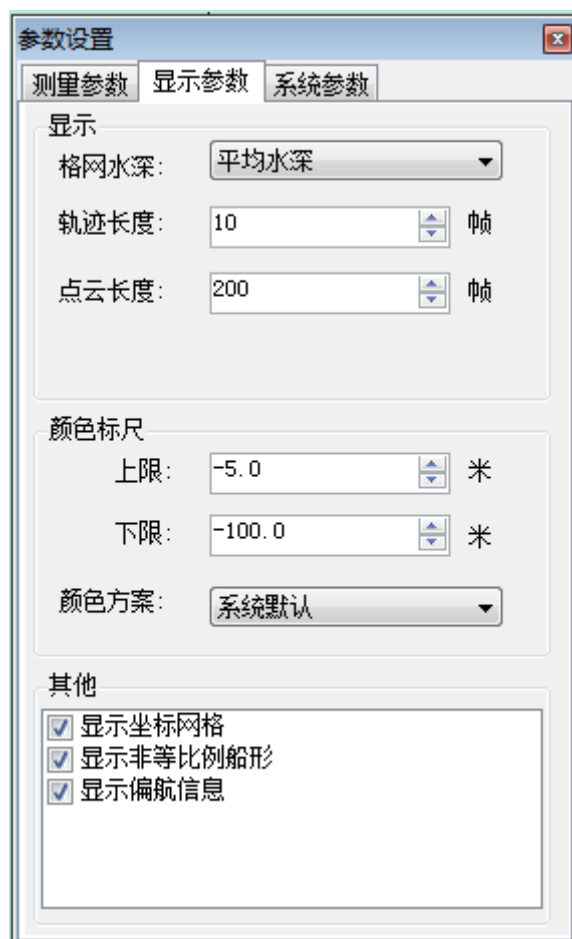 参数设置
测量参数 显示参数 系统参数
显示
格网水深: 平均水深
轨迹长度: 10 帧
点云长度: 200 帧
颜色标尺
上限: -5.0 米
下限: -100.0 米
颜色方案: 系统默认
其他
显示坐标网格
显示非等比例船形
显示偏航信息